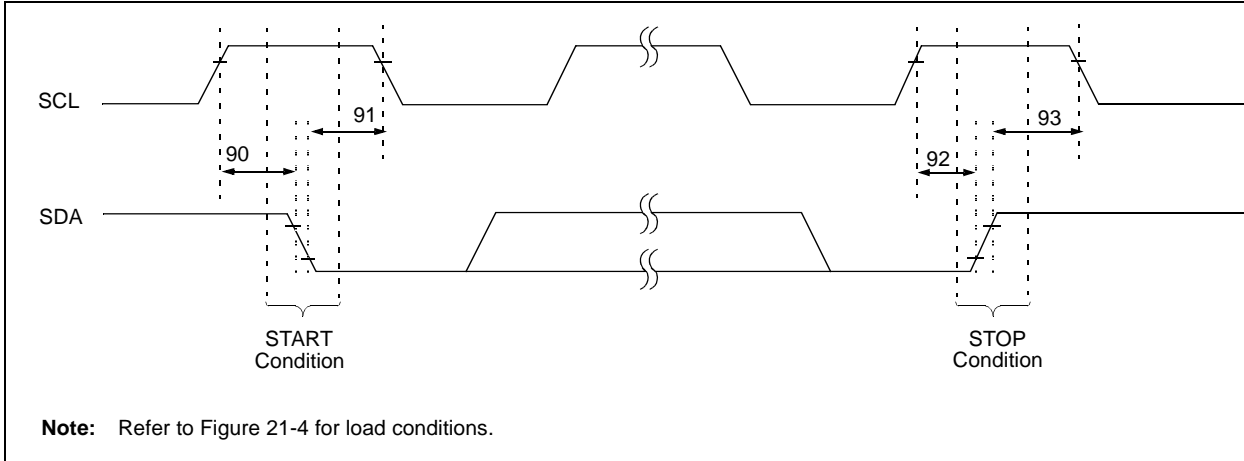 SCL
91
93
90
92
SDA
START
Condition
STOP
Condition
Note: Refer to Figure 21-4 for load conditions.